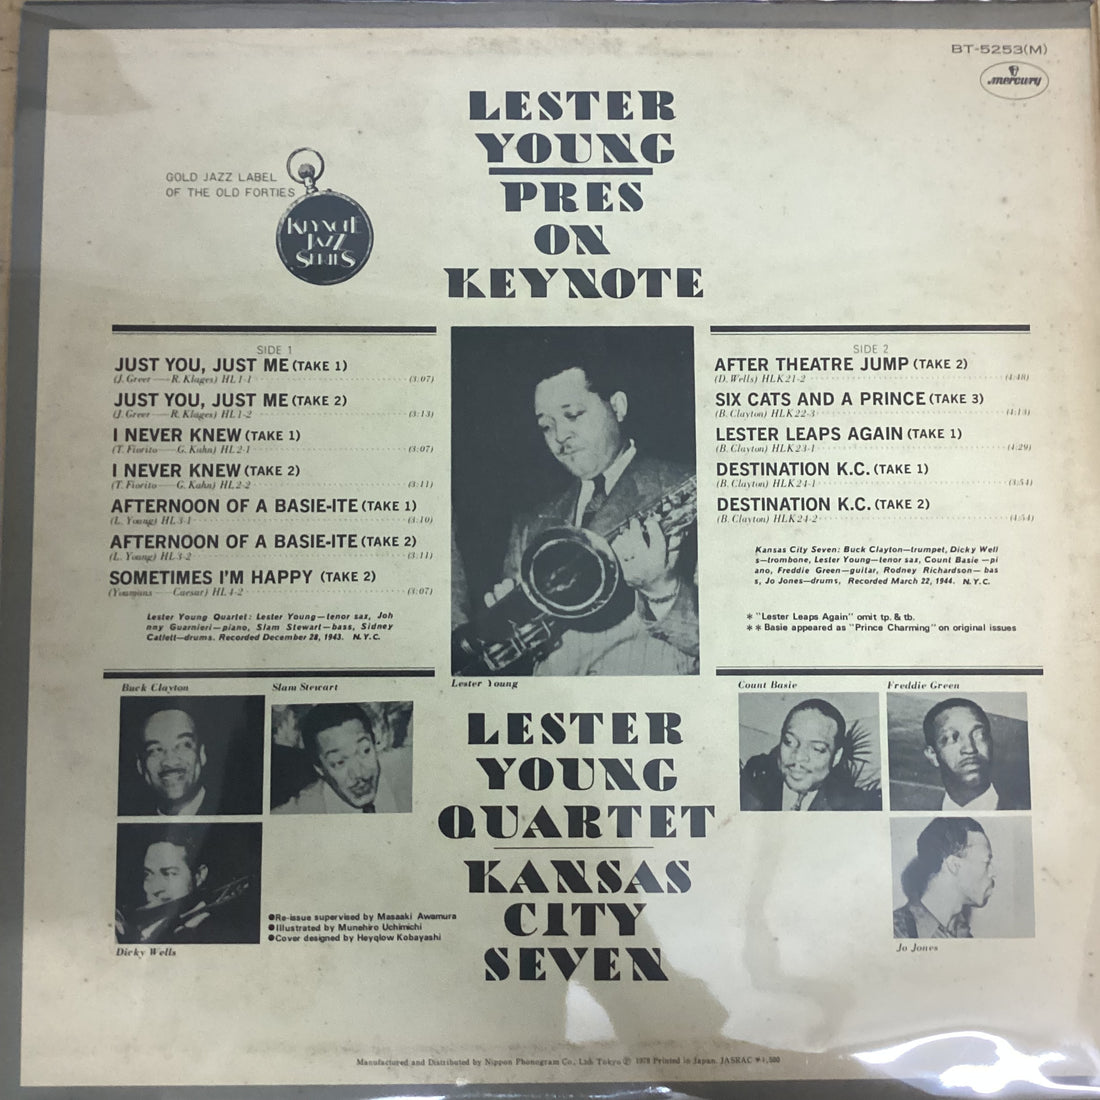 BT-5253(M)
mercury
LESTER
YOUNG
PRES
ON
KEYNOTE
GOLD JAZZ LABEL
OF THE OLD FORTIES
KEYNOTE
JAZZ
SERIES
SIDE 1
JUST YOU, JUST ME (TAKE 1)
(J. Greer — R. Klages) HL 1-1 (3:07)
JUST YOU, JUST ME (TAKE 2)
(J. Greer — R. Klages) HL 1-2 (3:13)
I NEVER KNEW (TAKE 1)
(T. Fiorito — G. Kahn) HL 2-1 (3:07)
I NEVER KNEW (TAKE 2)
(T. Fiorito — G. Kahn) HL 2-2 (3:11)
AFTERNOON OF A BASIE-ITE (TAKE 1)
(L. Young) HL 3-1 (3:10)
AFTERNOON OF A BASIE-ITE (TAKE 2)
(L. Young) HL 3-2 (3:11)
SOMETIMES I'M HAPPY (TAKE 2)
(Youmans — Caesar) HL 4-2 (3:07)
Lester Young Quartet: Lester Young—tenor sax, Joh
nny Guarnieri—piano, Slam Stewart—bass, Sidney
Catlett—drums. Recorded December 28, 1943. N.Y.C.
SIDE 2
AFTER THEATRE JUMP (TAKE 2)
(D. Wells) HLK 21-2 (4:48)
SIX CATS AND A PRINCE (TAKE 3)
(B. Clayton) HLK 22-3 (4:13)
LESTER LEAPS AGAIN (TAKE 1)
(B. Clayton) HLK 23-1 (4:29)
DESTINATION K.C. (TAKE 1)
(B. Clayton) HLK 24-1 (3:54)
DESTINATION K.C. (TAKE 2)
(B. Clayton) HLK 24-2 (4:54)
Kansas City Seven: Buck Clayton—trumpet, Dicky Well
s—trombone, Lester Young—tenor sax, Count Basie—pi
ano, Freddie Green—guitar, Rodney Richardson—bas
s, Jo Jones—drums, Recorded March 22, 1944. N.Y.C.
* "Lester Leaps Again" omit tp. & tb.
** Basie appeared as "Prince Charming" on original issues
Lester Young
Buck Clayton
Slam Stewart
Count Basie
Freddie Green
LESTER
YOUNG
QUARTET
KANSAS
CITY
SEVEN
●Re-issue supervised by Masaaki Awamura
●Illustrated by Munehiro Uchimichi
●Cover designed by Heyqlow Kobayashi
Dicky Wells
Jo Jones
Manufactured and Distributed by Nippon Phonogram Co., Ltd. Tokyo Ⓟ 1978 Printed in Japan. JASRAC ¥1,500